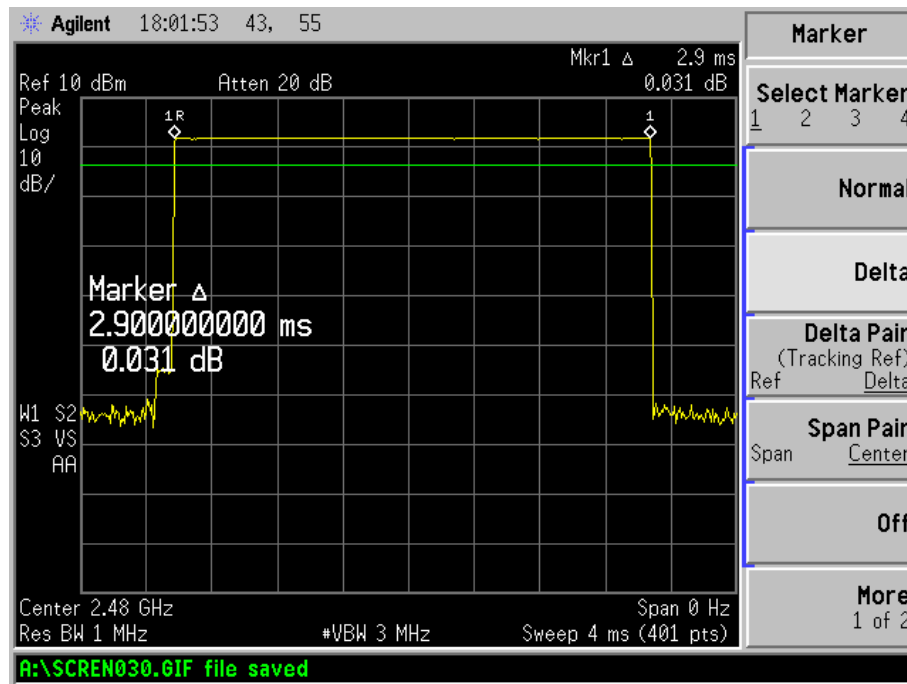 Agilent 18:01:53 43, 55
Mkr1 Δ 2.9 ms
Ref 10 dBm Atten 20 dB 0.031 dB
Peak
Log
10
dB/
1R
1
Marker Δ
2.900000000 ms
0.031 dB
W1 S2
S3 VS
AA
Center 2.48 GHz Span 0 Hz
Res BW 1 MHz #VBW 3 MHz Sweep 4 ms (401 pts)
A:\SCREN030.GIF file saved
Marker
Select Marker
1 2 3 4
Normal
Delta
Delta Pair
(Tracking Ref)
Ref Delta
Span Pair
Span Center
Off
More
1 of 2